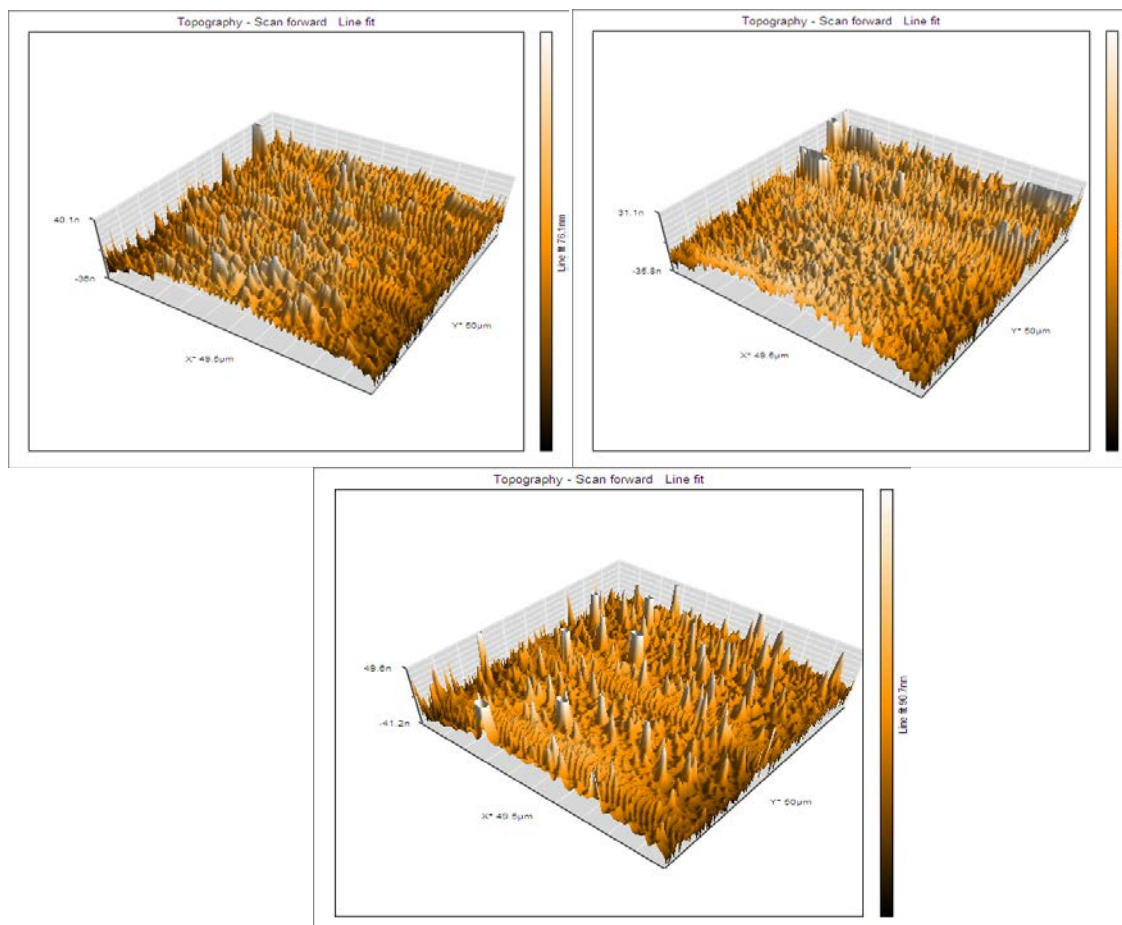 Topography - Scan forward Line fit
40.1n
-36n
X* 49.6µm
Y* 50µm
Line fit 76.1nm
Topography - Scan forward Line fit
31.1n
-35.8n
X* 49.6µm
Y* 50µm
Topography - Scan forward Line fit
49.6n
-41.2n
X* 49.6µm
Y* 50µm
Line fit 90.7nm